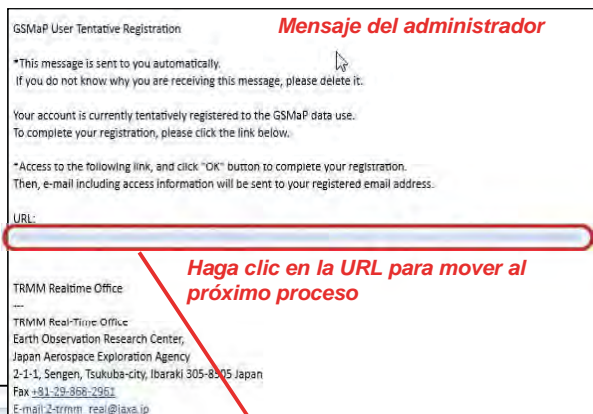 GSMaP User Tentative Registration
Mensaje del administrador
*This message is sent to you automatically.
If you do not know why you are receiving this message, please delete it.
Your account is currently tentatively registered to the GSMaP data use.
To complete your registration, please click the link below.
*Access to the following link, and click "OK" button to complete your registration.
Then, e-mail including access information will be sent to your registered email address.
URL:
Haga clic en la URL para mover al
próximo proceso
TRMM Realtime Office
---
TRMM Real-Time Office
Earth Observation Research Center,
Japan Aerospace Exploration Agency
2-1-1, Sengen, Tsukuba-city, Ibaraki 305-8505 Japan
Fax +81-29-868-2961
E-mail:Z-trmm_real@jaxa.jp